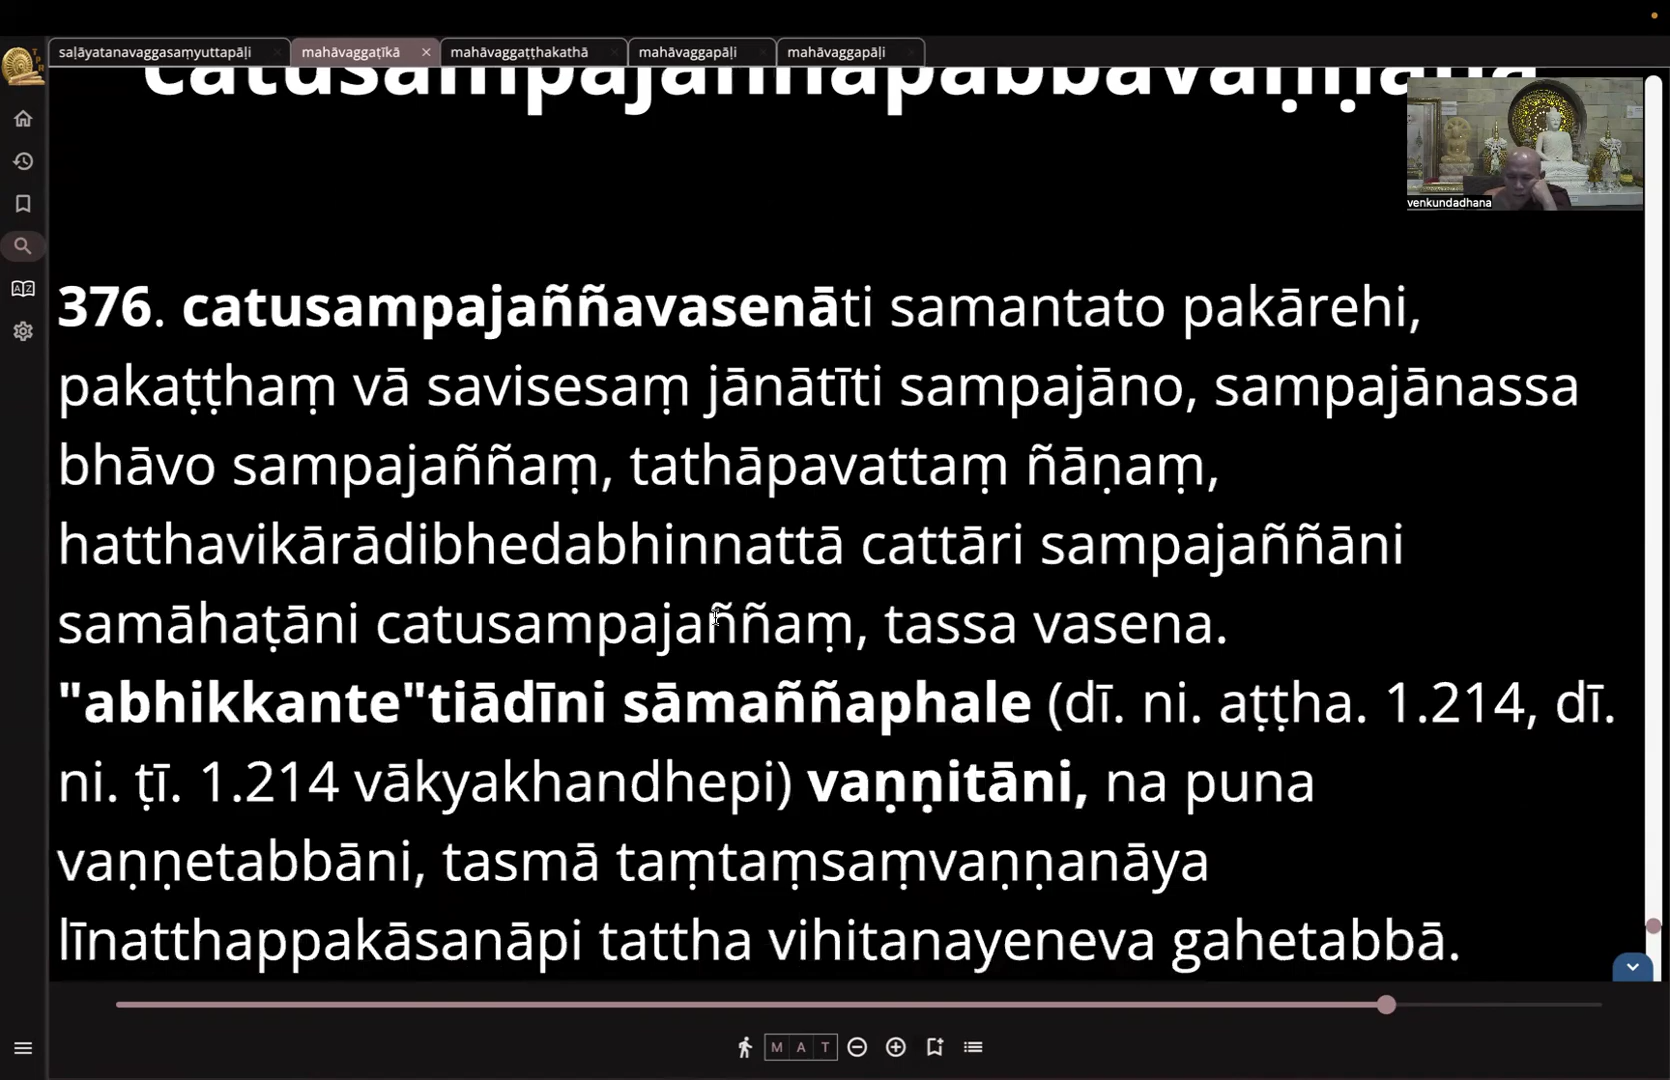 saḷāyatanavaggasaṃyuttapāḷi
mahāvaggaṭīkā
mahāvaggaṭṭhakathā
mahāvaggapāḷi
mahāvaggapāḷi
catusampajaññapabbavaṇṇanā
venkundadhana
376. catusampajaññavasenāti samantato pakārehi,
pakaṭṭhaṃ vā savisesaṃ jānātīti sampajāno, sampajānassa
bhāvo sampajaññaṃ, tathāpavattaṃ ñāṇaṃ,
hatthavikārādibhedabhinnattā cattāri sampajaññāni
samāhaṭāni catusampajaññaṃ, tassa vasena.
"abhikkante"tiādīni sāmaññaphale (dī. ni. aṭṭha. 1.214, dī.
ni. ṭī. 1.214 vākyakhandhepi) vaṇṇitāni, na puna
vaṇṇetabbāni, tasmā taṃtaṃsaṃvaṇṇanāya
līnatthappakāsanāpi tattha vihitanayeneva gahetabbā.
M A T